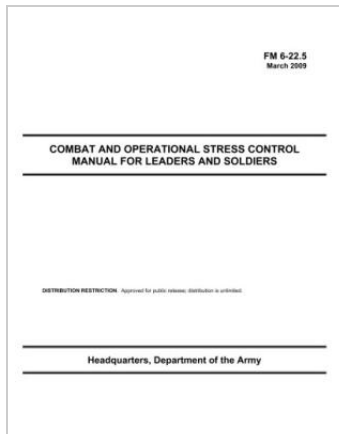 FM 6-22.5
March 2009
COMBAT AND OPERATIONAL STRESS CONTROL
MANUAL FOR LEADERS AND SOLDIERS
DISTRIBUTION RESTRICTION. Approved for public release; distribution is unlimited.
Headquarters, Department of the Army